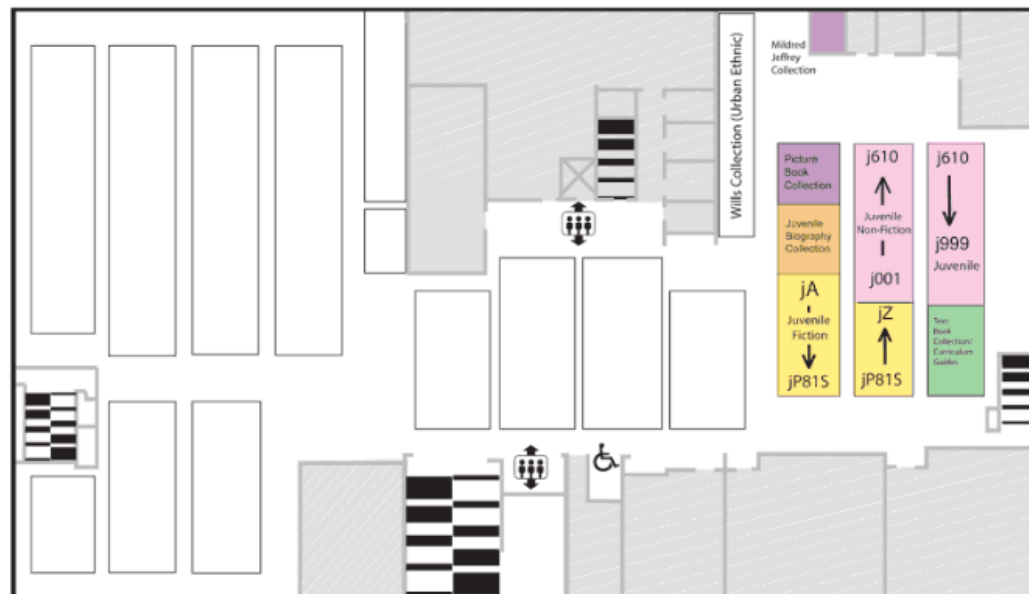 Mildred
Jeffrey
Collection
Wills Collection (Urban Ethnic)
Picture
Book
Collection
Juvenile
Biography
Collection
jA
Juvenile
Fiction
jP81S
j610
Juvenile
Non-Fiction
j001
jZ
jP81S
j610
j999
Juvenile
Text
Book
Collection/
Curriculum
Guides